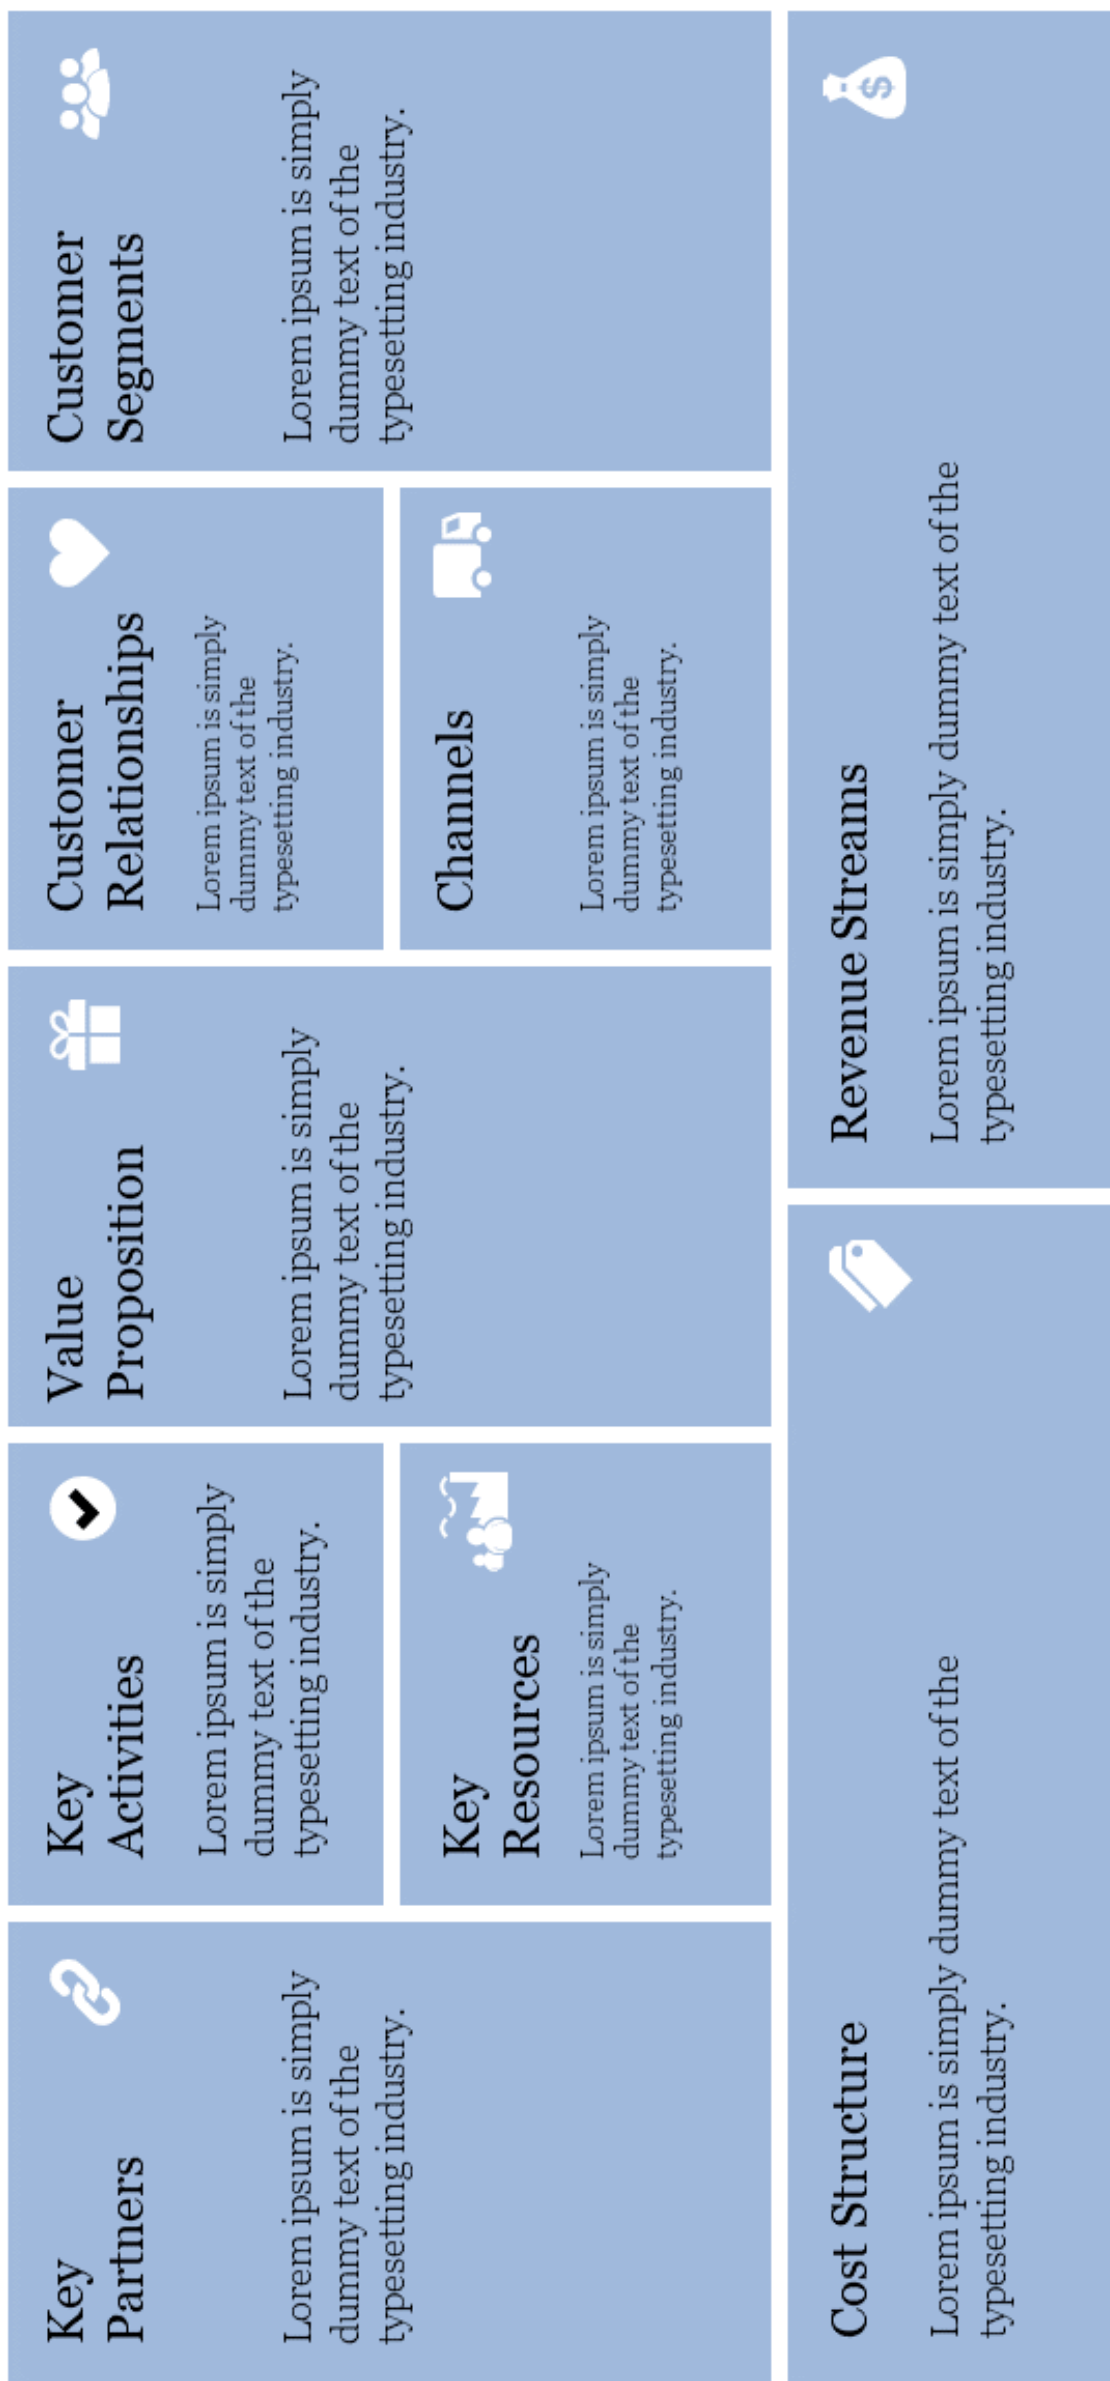 Key
Partners
Lorem ipsum is simply
dummy text of the
typesetting industry.
Key
Activities
Lorem ipsum is simply
dummy text of the
typesetting industry.
Key
Resources
Lorem ipsum is simply
dummy text of the
typesetting industry.
Value
Proposition
Lorem ipsum is simply
dummy text of the
typesetting industry.
Customer
Relationships
Lorem ipsum is simply
dummy text of the
typesetting industry.
Channels
Lorem ipsum is simply
dummy text of the
typesetting industry.
Customer
Segments
Lorem ipsum is simply
dummy text of the
typesetting industry.
Cost Structure
Lorem ipsum is simply dummy text of the
typesetting industry.
Revenue Streams
Lorem ipsum is simply dummy text of the
typesetting industry.
$